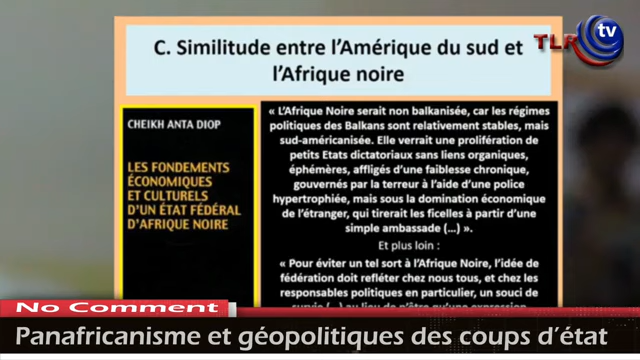 C. Similitude entre l'Amérique du sud et
l'Afrique noire
TLR tv
CHEIKH ANTA DIOP
LES FONDEMENTS
ÉCONOMIQUES
ET CULTURELS
D'UN ÉTAT FÉDÉRAL
D'AFRIQUE NOIRE
« L'Afrique Noire serait non balkanisée, car les régimes
politiques des Balkans sont relativement stables, mais
sud-américanisée. Elle verrait une prolifération de
petits Etats dictatoriaux sans liens organiques,
éphémères, affligés d'une faiblesse chronique,
gouvernés par la terreur à l'aide d'une police
hypertrophiée, mais sous la domination économique
de l'étranger, qui tirerait les ficelles à partir d'une
simple ambassade (...) ».
Et plus loin :
« Pour éviter un tel sort à l'Afrique Noire, l'idée de
fédération doit refléter chez nous tous, et chez les
responsables politiques en particulier, un souci de
No Comment
Panafricanisme et géopolitiques des coups d'état